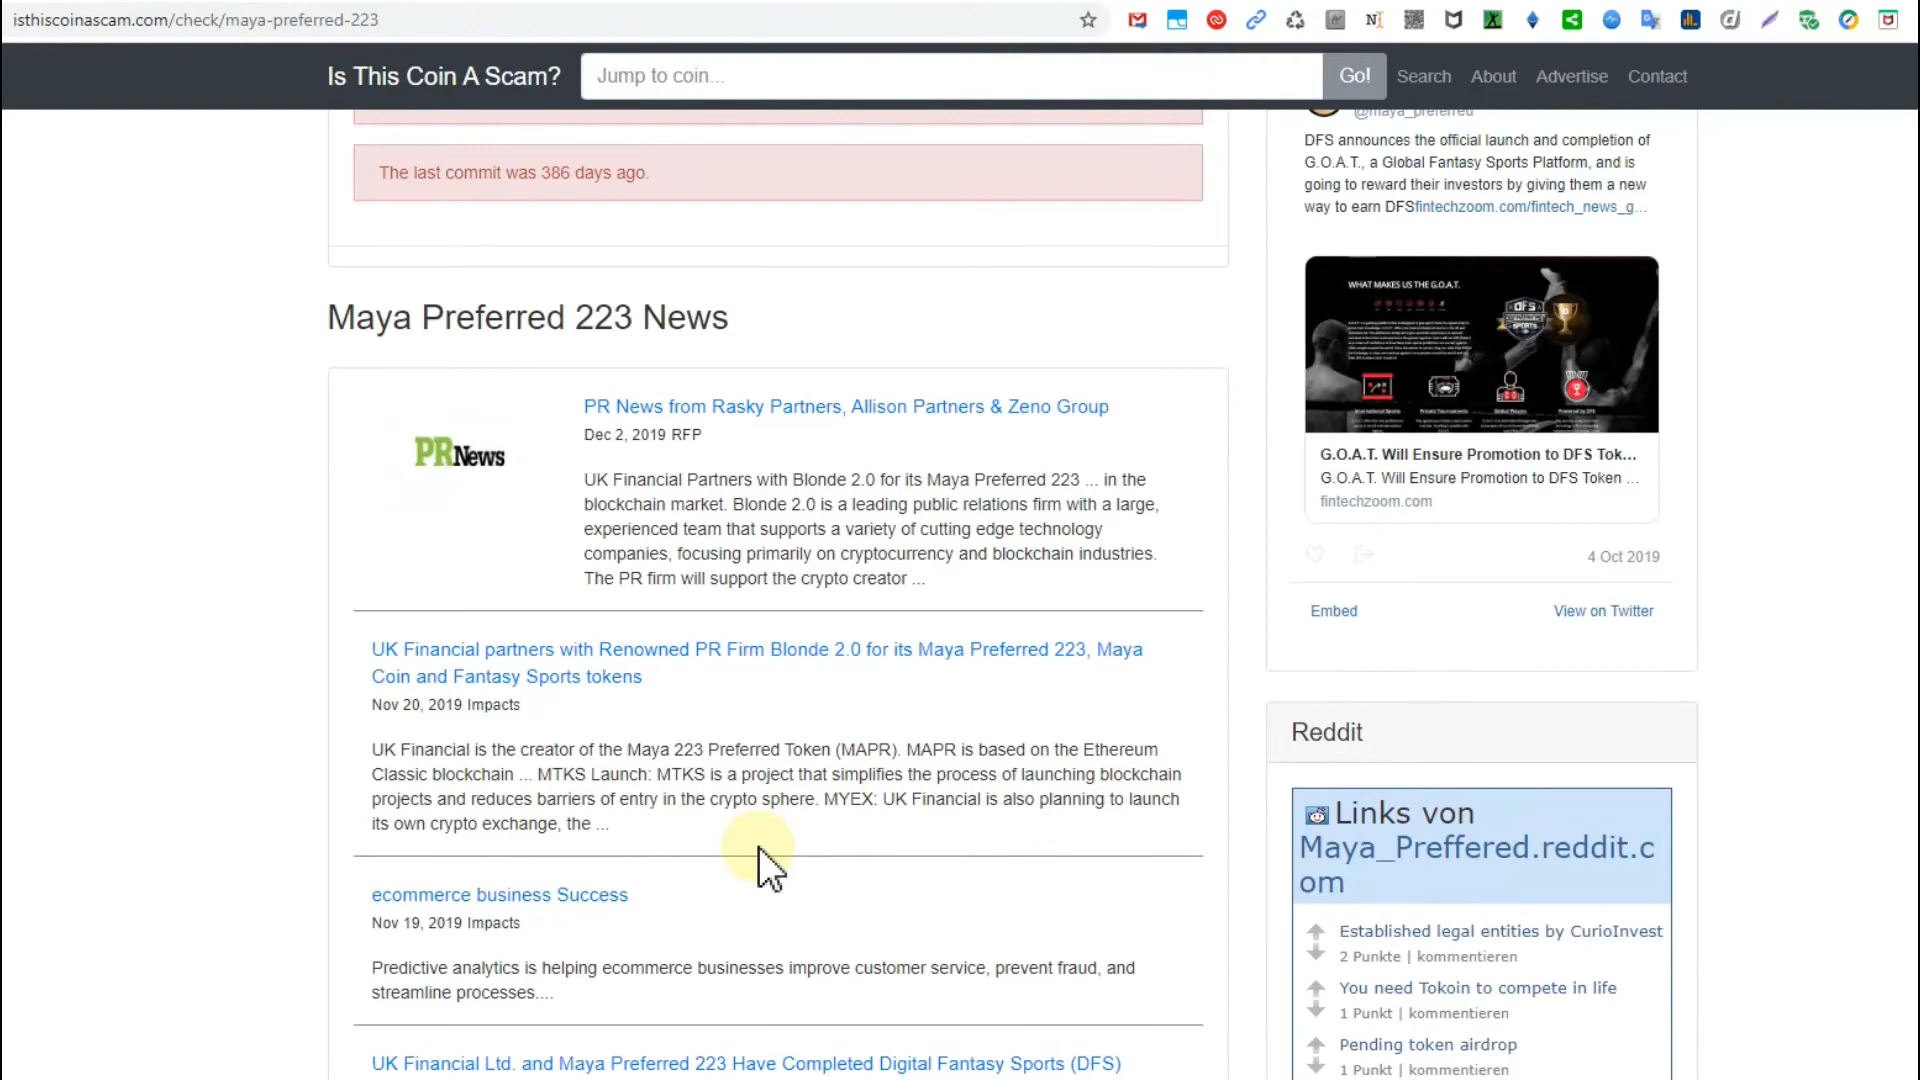 isthiscoinascam.com/check/maya-preferred-223
Is This Coin A Scam?
Jump to coin...
Go!
Search
About
Advertise
Contact
The last commit was 386 days ago.
Maya Preferred 223 News
PRNews
PR News from Rasky Partners, Allison Partners & Zeno Group
Dec 2, 2019 RFP
UK Financial Partners with Blonde 2.0 for its Maya Preferred 223 ... in the
blockchain market. Blonde 2.0 is a leading public relations firm with a large,
experienced team that supports a variety of cutting edge technology
companies, focusing primarily on cryptocurrency and blockchain industries.
The PR firm will support the crypto creator ...
UK Financial partners with Renowned PR Firm Blonde 2.0 for its Maya Preferred 223, Maya
Coin and Fantasy Sports tokens
Nov 20, 2019 Impacts
UK Financial is the creator of the Maya 223 Preferred Token (MAPR). MAPR is based on the Ethereum
Classic blockchain ... MTKS Launch: MTKS is a project that simplifies the process of launching blockchain
projects and reduces barriers of entry in the crypto sphere. MYEX: UK Financial is also planning to launch
its own crypto exchange, the ...
ecommerce business Success
Nov 19, 2019 Impacts
Predictive analytics is helping ecommerce businesses improve customer service, prevent fraud, and
streamline processes....
UK Financial Ltd. and Maya Preferred 223 Have Completed Digital Fantasy Sports (DFS)
@maya_preferred
DFS announces the official launch and completion of
G.O.A.T., a Global Fantasy Sports Platform, and is
going to reward their investors by giving them a new
way to earn DFSfintechzoom.com/fintech_news_g...
WHAT MAKES US THE G.O.A.T.
DFS
SPORTS
International Sports
Private Tournaments
Global Players
Powered by DFS
G.O.A.T. Will Ensure Promotion to DFS Tok...
G.O.A.T. Will Ensure Promotion to DFS Token ...
fintechzoom.com
4 Oct 2019
Embed
View on Twitter
Reddit
Links von
Maya_Preffered.reddit.c
om
Established legal entities by CurioInvest
2 Punkte | kommentieren
You need Tokoin to compete in life
1 Punkt | kommentieren
Pending token airdrop
1 Punkt | kommentieren